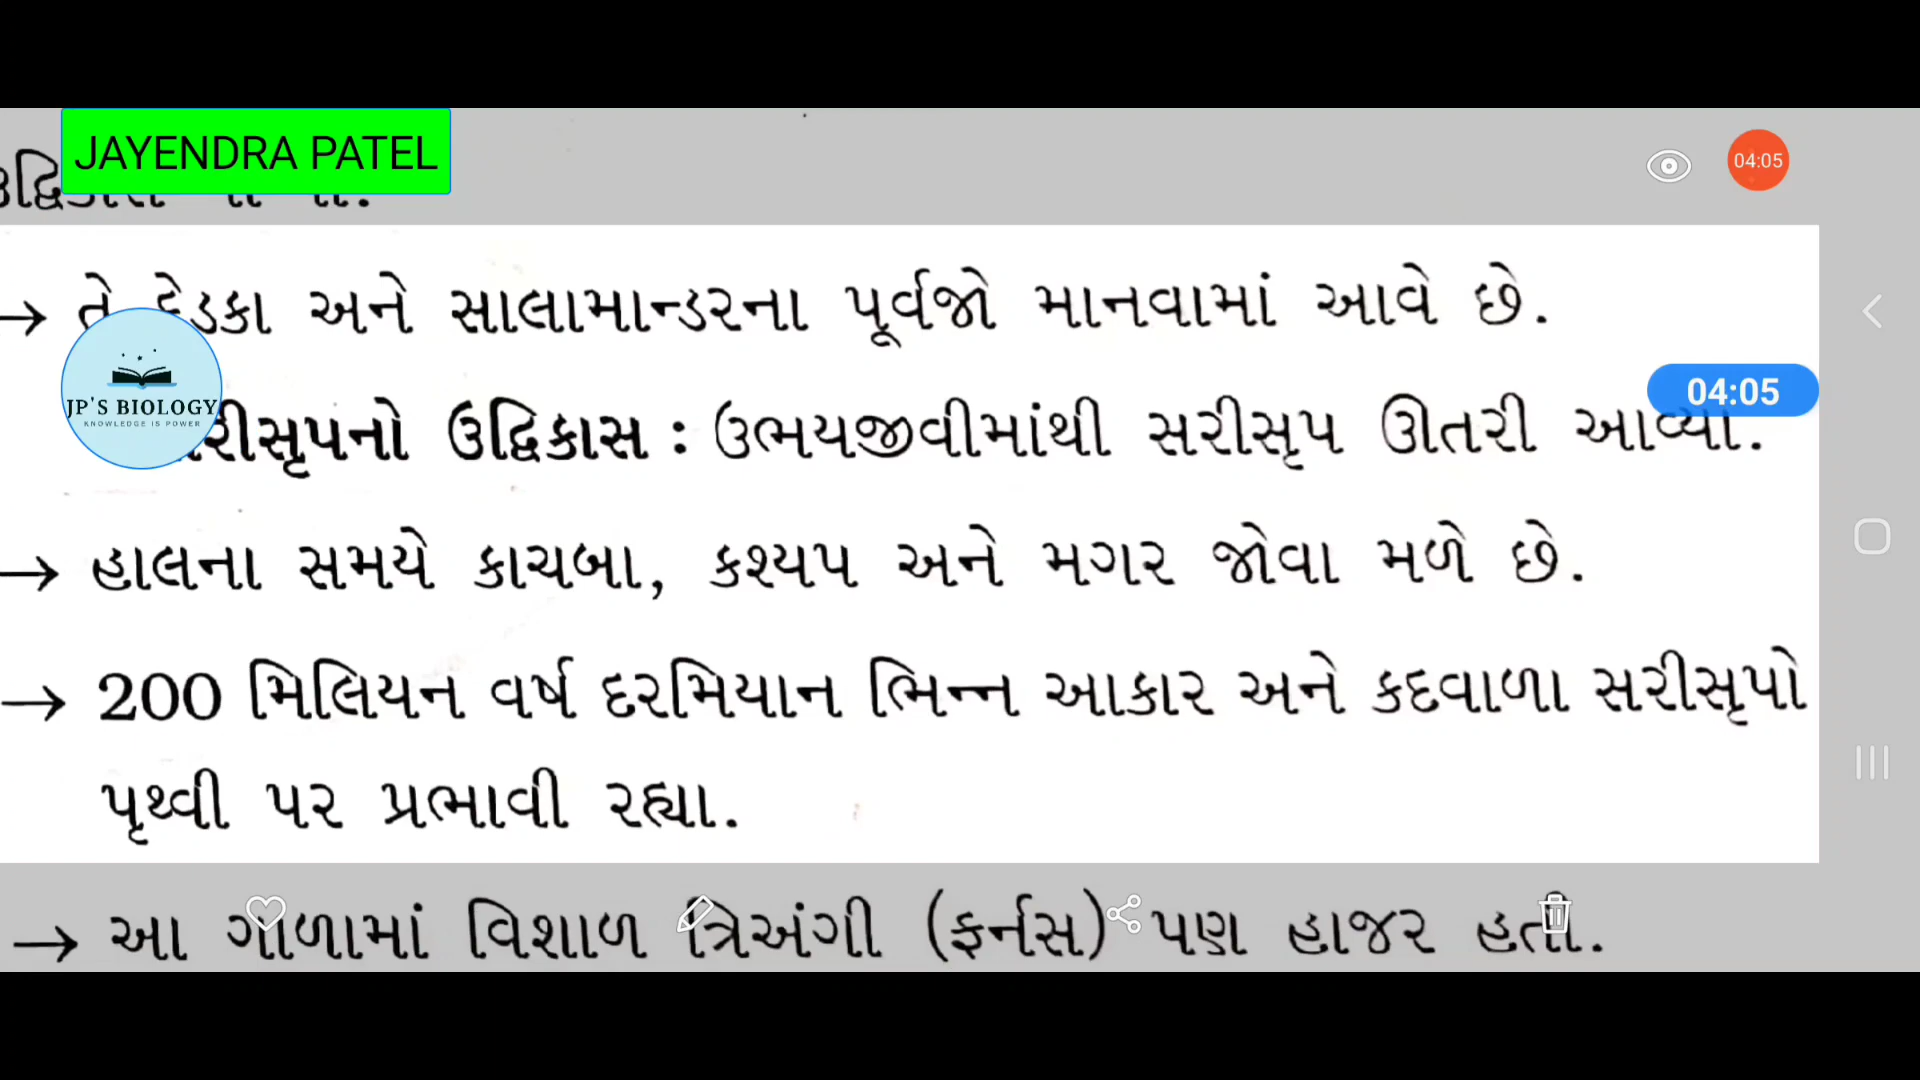 JAYENDRA PATEL
04:05
→ તે દેડકા અને સાલામાન્ડરના પૂર્વજો માનવામાં આવે છે.
04:05
JP'S BIOLOGY
KNOWLEDGE IS POWER
ઉદ્વિકાસ : ઉભયજીવીમાંથી સરીસૃપ ઊતરી આવ્યા.
→ હાલના સમયે કાચબા, કશ્યપ અને મગર જોવા મળે છે.
→ 200 મિલિયન વર્ષ દરમિયાન ભિન્ન આકાર અને કદવાળા સરીસૃપો
પૃથ્વી પર પ્રભાવી રહ્યા.
→ આ ગાળામાં વિશાળ ત્રિઅંગી (ફર્નસ) પણ હાજર હતી.